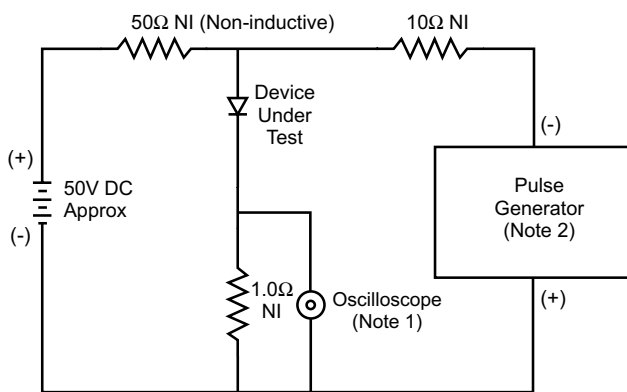 50Ω NI (Non-inductive)
10Ω NI
Device
Under
Test
(+)
50V DC
Approx
(-)
(-)
Pulse
Generator
(Note 2)
(+)
1.0Ω
NI
Oscilloscope
(Note 1)